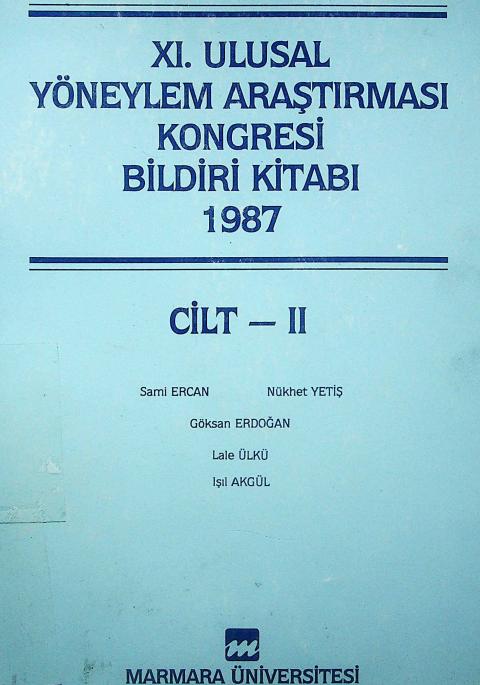 XI. ULUSAL
YÖNEYLEM ARAŞTIRMASI
KONGRESİ
BİLDİRİ KİTABI
1987
CİLT — II
Sami ERCAN Nükhet YETİŞ
Göksan ERDOĞAN
Lale ÜLKÜ
Işıl AKGÜL
m
MARMARA ÜNİVERSİTESİ